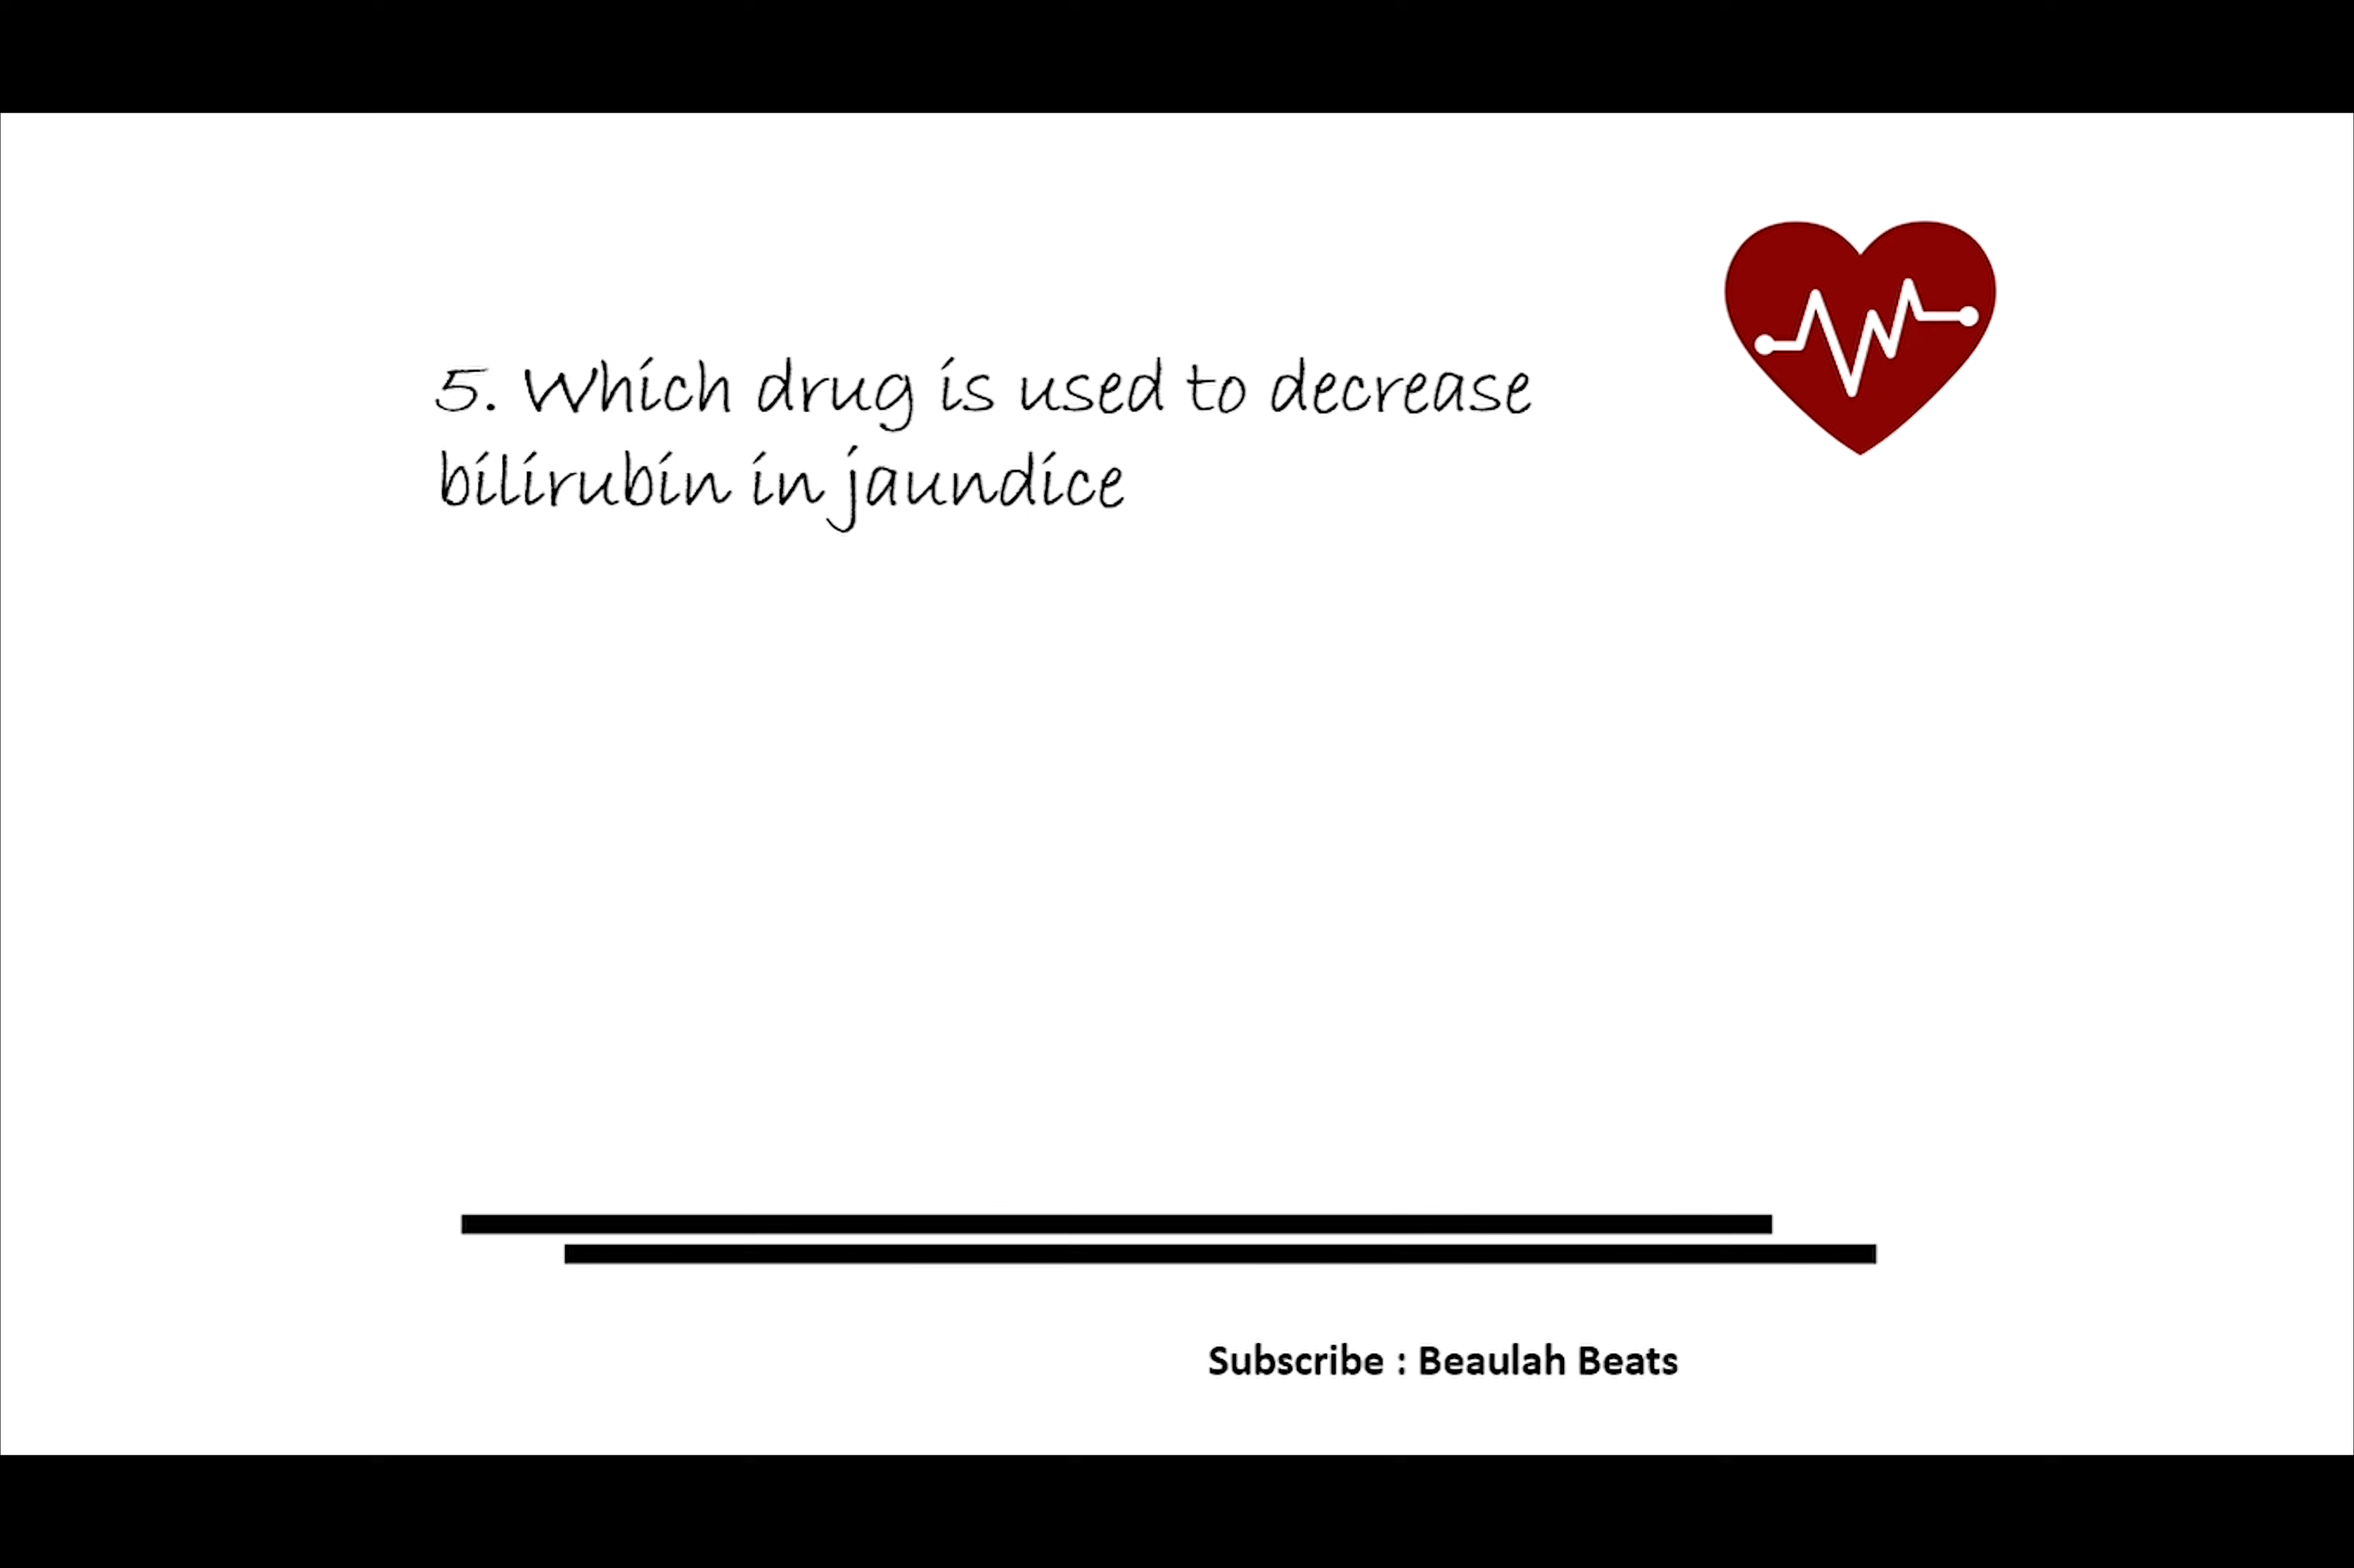 5. Which drug is used to decrease
bilirubin in jaundice
Subscribe : Beaulah Beats